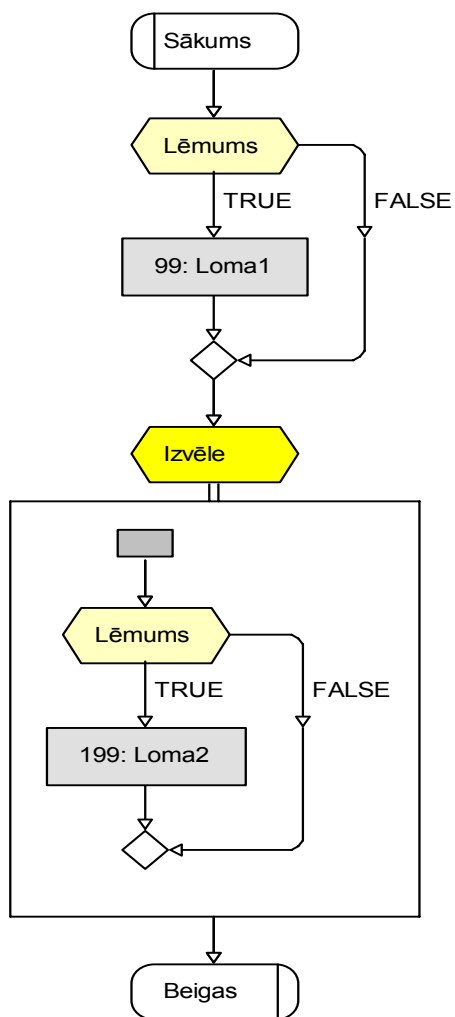 Sākums
Lēmums
TRUE
FALSE
99: Loma1
Izvēle
Lēmums
TRUE
FALSE
199: Loma2
Beigas